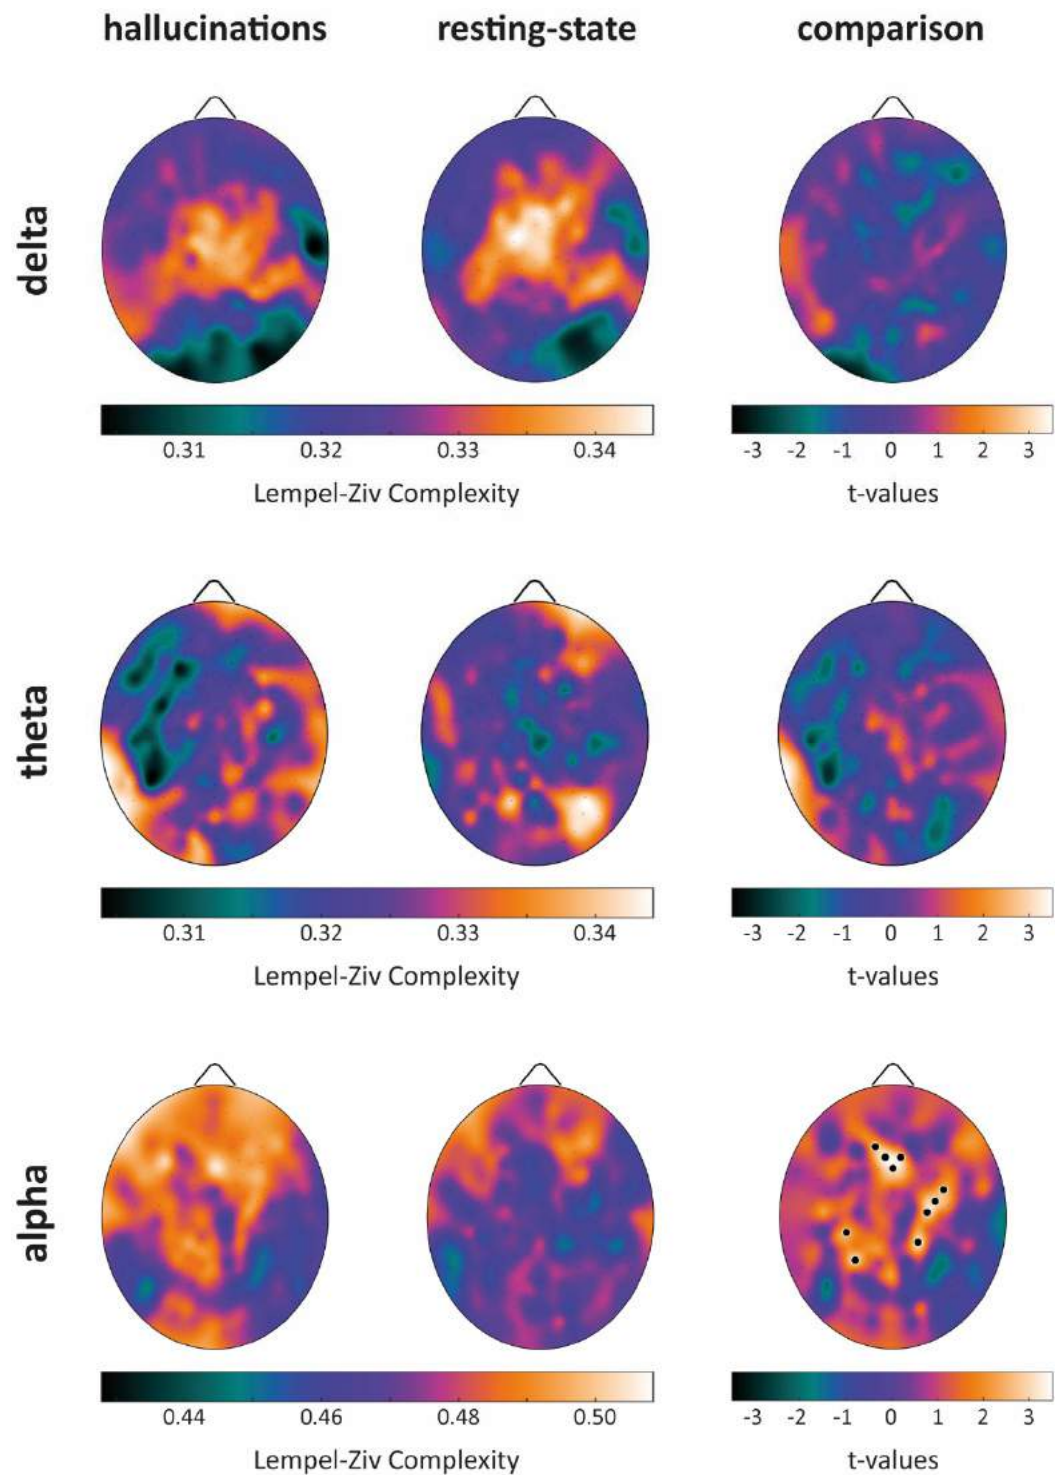 hallucinations resting-state comparison
delta
0.31 0.32 0.33 0.34 -3 -2 -1 0 1 2 3
Lempel-Ziv Complexity t-values
theta
0.31 0.32 0.33 0.34 -3 -2 -1 0 1 2 3
Lempel-Ziv Complexity t-values
alpha
0.44 0.46 0.48 0.50 -3 -2 -1 0 1 2 3
Lempel-Ziv Complexity t-values